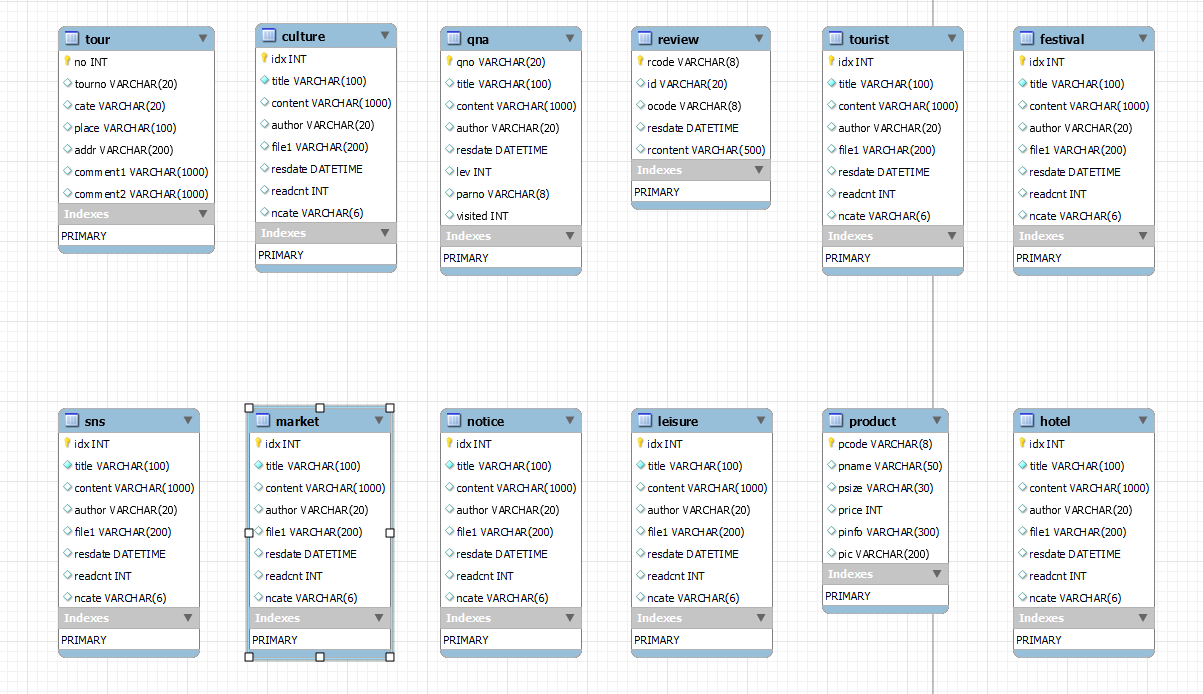 tour
no INT
tourno VARCHAR(20)
cate VARCHAR(20)
place VARCHAR(100)
addr VARCHAR(200)
comment1 VARCHAR(1000)
comment2 VARCHAR(1000)
Indexes
PRIMARY
culture
idx INT
title VARCHAR(100)
content VARCHAR(1000)
author VARCHAR(20)
file1 VARCHAR(200)
resdate DATETIME
readcnt INT
ncate VARCHAR(6)
Indexes
PRIMARY
qna
qno VARCHAR(20)
title VARCHAR(100)
content VARCHAR(1000)
author VARCHAR(20)
resdate DATETIME
lev INT
parno VARCHAR(8)
visited INT
Indexes
PRIMARY
review
rcode VARCHAR(8)
id VARCHAR(20)
ocode VARCHAR(8)
resdate DATETIME
rcontent VARCHAR(500)
Indexes
PRIMARY
tourist
idx INT
title VARCHAR(100)
content VARCHAR(1000)
author VARCHAR(20)
file1 VARCHAR(200)
resdate DATETIME
readcnt INT
ncate VARCHAR(6)
Indexes
PRIMARY
festival
idx INT
title VARCHAR(100)
content VARCHAR(1000)
author VARCHAR(20)
file1 VARCHAR(200)
resdate DATETIME
readcnt INT
ncate VARCHAR(6)
Indexes
PRIMARY
sns
idx INT
title VARCHAR(100)
content VARCHAR(1000)
author VARCHAR(20)
file1 VARCHAR(200)
resdate DATETIME
readcnt INT
ncate VARCHAR(6)
Indexes
PRIMARY
market
idx INT
title VARCHAR(100)
content VARCHAR(1000)
author VARCHAR(20)
file1 VARCHAR(200)
resdate DATETIME
readcnt INT
ncate VARCHAR(6)
Indexes
PRIMARY
notice
idx INT
title VARCHAR(100)
content VARCHAR(1000)
author VARCHAR(20)
file1 VARCHAR(200)
resdate DATETIME
readcnt INT
ncate VARCHAR(6)
Indexes
PRIMARY
leisure
idx INT
title VARCHAR(100)
content VARCHAR(1000)
author VARCHAR(20)
file1 VARCHAR(200)
resdate DATETIME
readcnt INT
ncate VARCHAR(6)
Indexes
PRIMARY
product
pcode VARCHAR(8)
pname VARCHAR(50)
psize VARCHAR(30)
price INT
pinfo VARCHAR(300)
pic VARCHAR(200)
Indexes
PRIMARY
hotel
idx INT
title VARCHAR(100)
content VARCHAR(1000)
author VARCHAR(20)
file1 VARCHAR(200)
resdate DATETIME
readcnt INT
ncate VARCHAR(6)
Indexes
PRIMARY